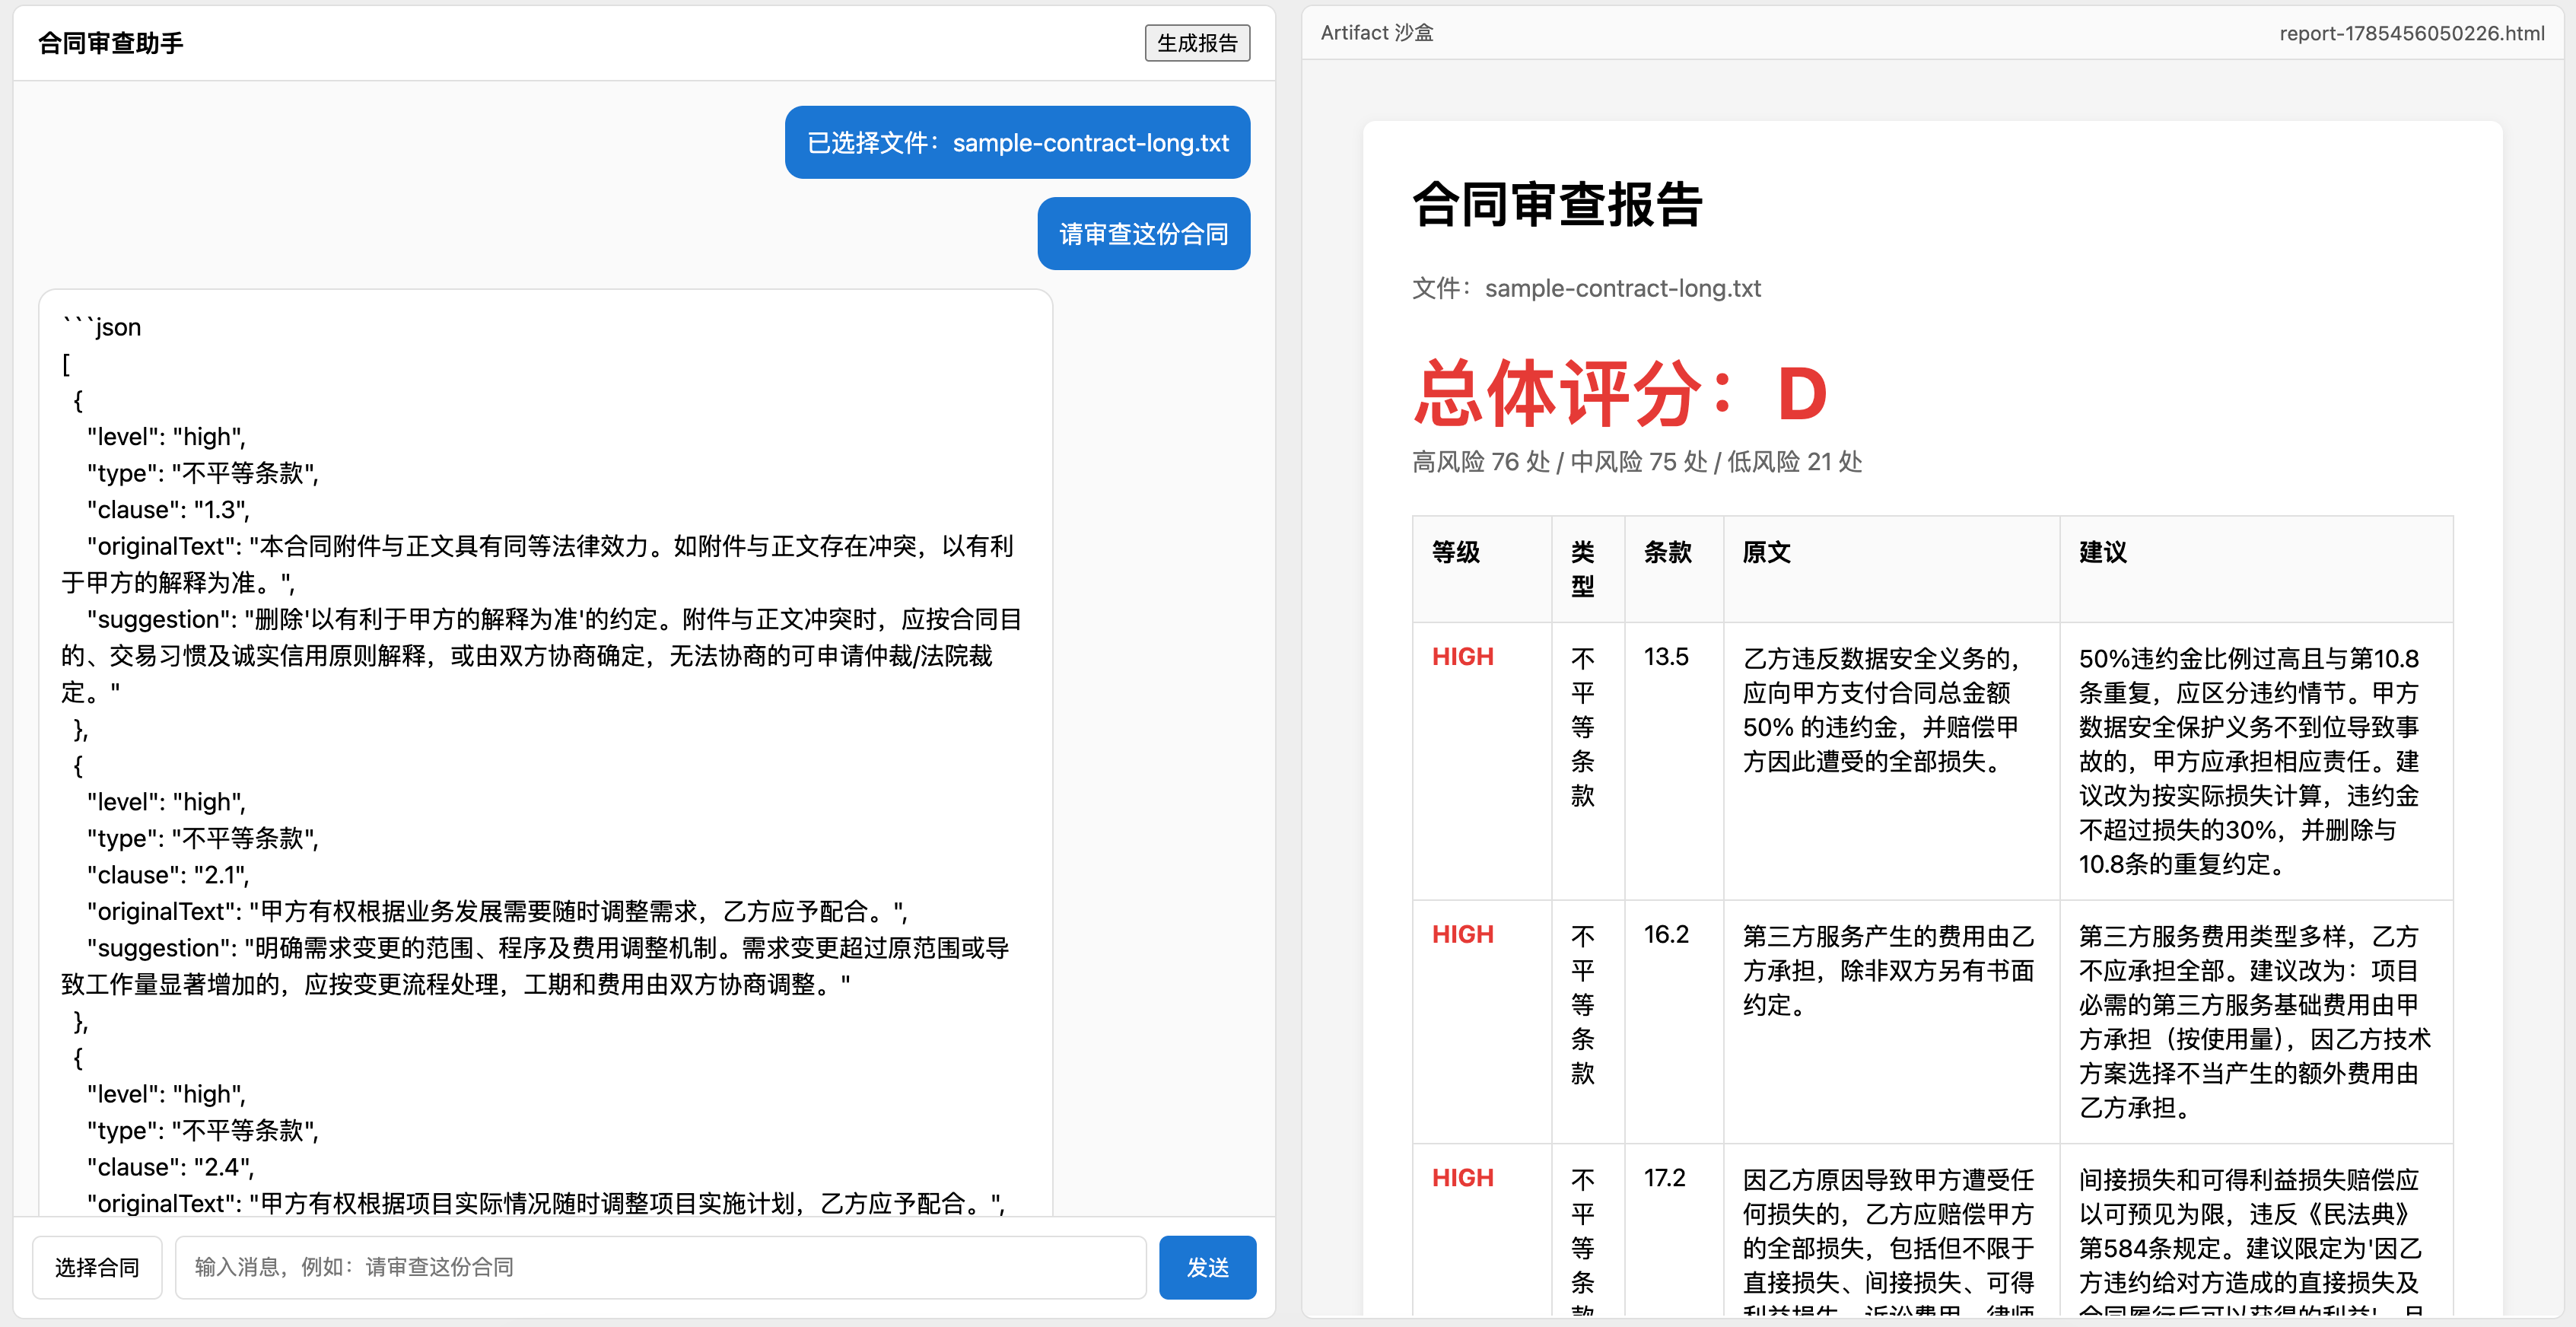 合同审查助手
生成报告
已选择文件：sample-contract-long.txt
请审查这份合同
```json
[
{
"level": "high",
"type": "不平等条款",
"clause": "1.3",
"originalText": "本合同附件与正文具有同等法律效力。如附件与正文存在冲突，以有利
于甲方的解释为准。",
"suggestion": "删除'以有利于甲方的解释为准'的约定。附件与正文冲突时，应按合同目
的、交易习惯及诚实信用原则解释，或由双方协商确定，无法协商的可申请仲裁/法院裁
定。"
},
{
"level": "high",
"type": "不平等条款",
"clause": "2.1",
"originalText": "甲方有权根据业务发展需要随时调整需求，乙方应予配合。",
"suggestion": "明确需求变更的范围、程序及费用调整机制。需求变更超过原范围或导
致工作量显著增加的，应按变更流程处理，工期和费用由双方协商调整。"
},
{
"level": "high",
"type": "不平等条款",
"clause": "2.4",
"originalText": "甲方有权根据项目实际情况随时调整项目实施计划，乙方应予配合。",
选择合同
输入消息，例如：请审查这份合同
发送
Artifact 沙盒
report-1785456050226.html
合同审查报告
文件：sample-contract-long.txt
总体评分：D
高风险 76 处 / 中风险 75 处 / 低风险 21 处
等级
类
型
条款
原文
建议
HIGH
不
平
等
条
款
13.5
乙方违反数据安全义务的，
应向甲方支付合同总金额
50% 的违约金，并赔偿甲
方因此遭受的全部损失。
50%违约金比例过高且与第10.8
条重复，应区分违约情节。甲方
数据安全保护义务不到位导致事
故的，甲方应承担相应责任。建
议改为按实际损失计算，违约金
不超过损失的30%，并删除与
10.8条的重复约定。
HIGH
不
平
等
条
款
16.2
第三方服务产生的费用由乙
方承担，除非双方另有书面
约定。
第三方服务费用类型多样，乙方
不应承担全部。建议改为：项目
必需的第三方服务基础费用由甲
方承担（按使用量），因乙方技术
方案选择不当产生的额外费用由
乙方承担。
HIGH
不
平
等
条
款
17.2
因乙方原因导致甲方遭受任
何损失的，乙方应赔偿甲方
的全部损失，包括但不限于
直接损失、间接损失、可得
利益损失、诉讼费用、律师
间接损失和可得利益损失赔偿应
以可预见为限，违反《民法典》
第584条规定。建议限定为'因乙
方违约给对方造成的直接损失及
合同履行后可以获得的利益'，且